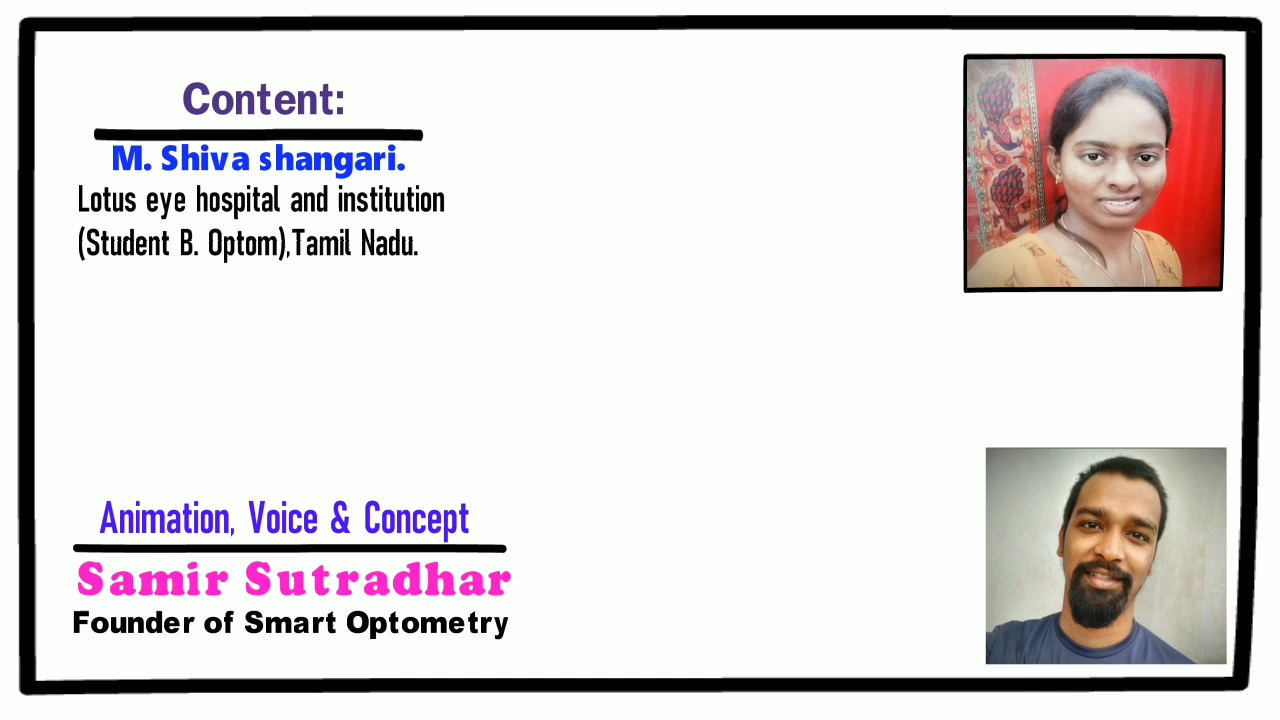 Content:
M. Shiva shangari.
Lotus eye hospital and institution
(Student B. Optom),Tamil Nadu.
Animation, Voice & Concept
Samir Sutradhar
Founder of Smart Optometry